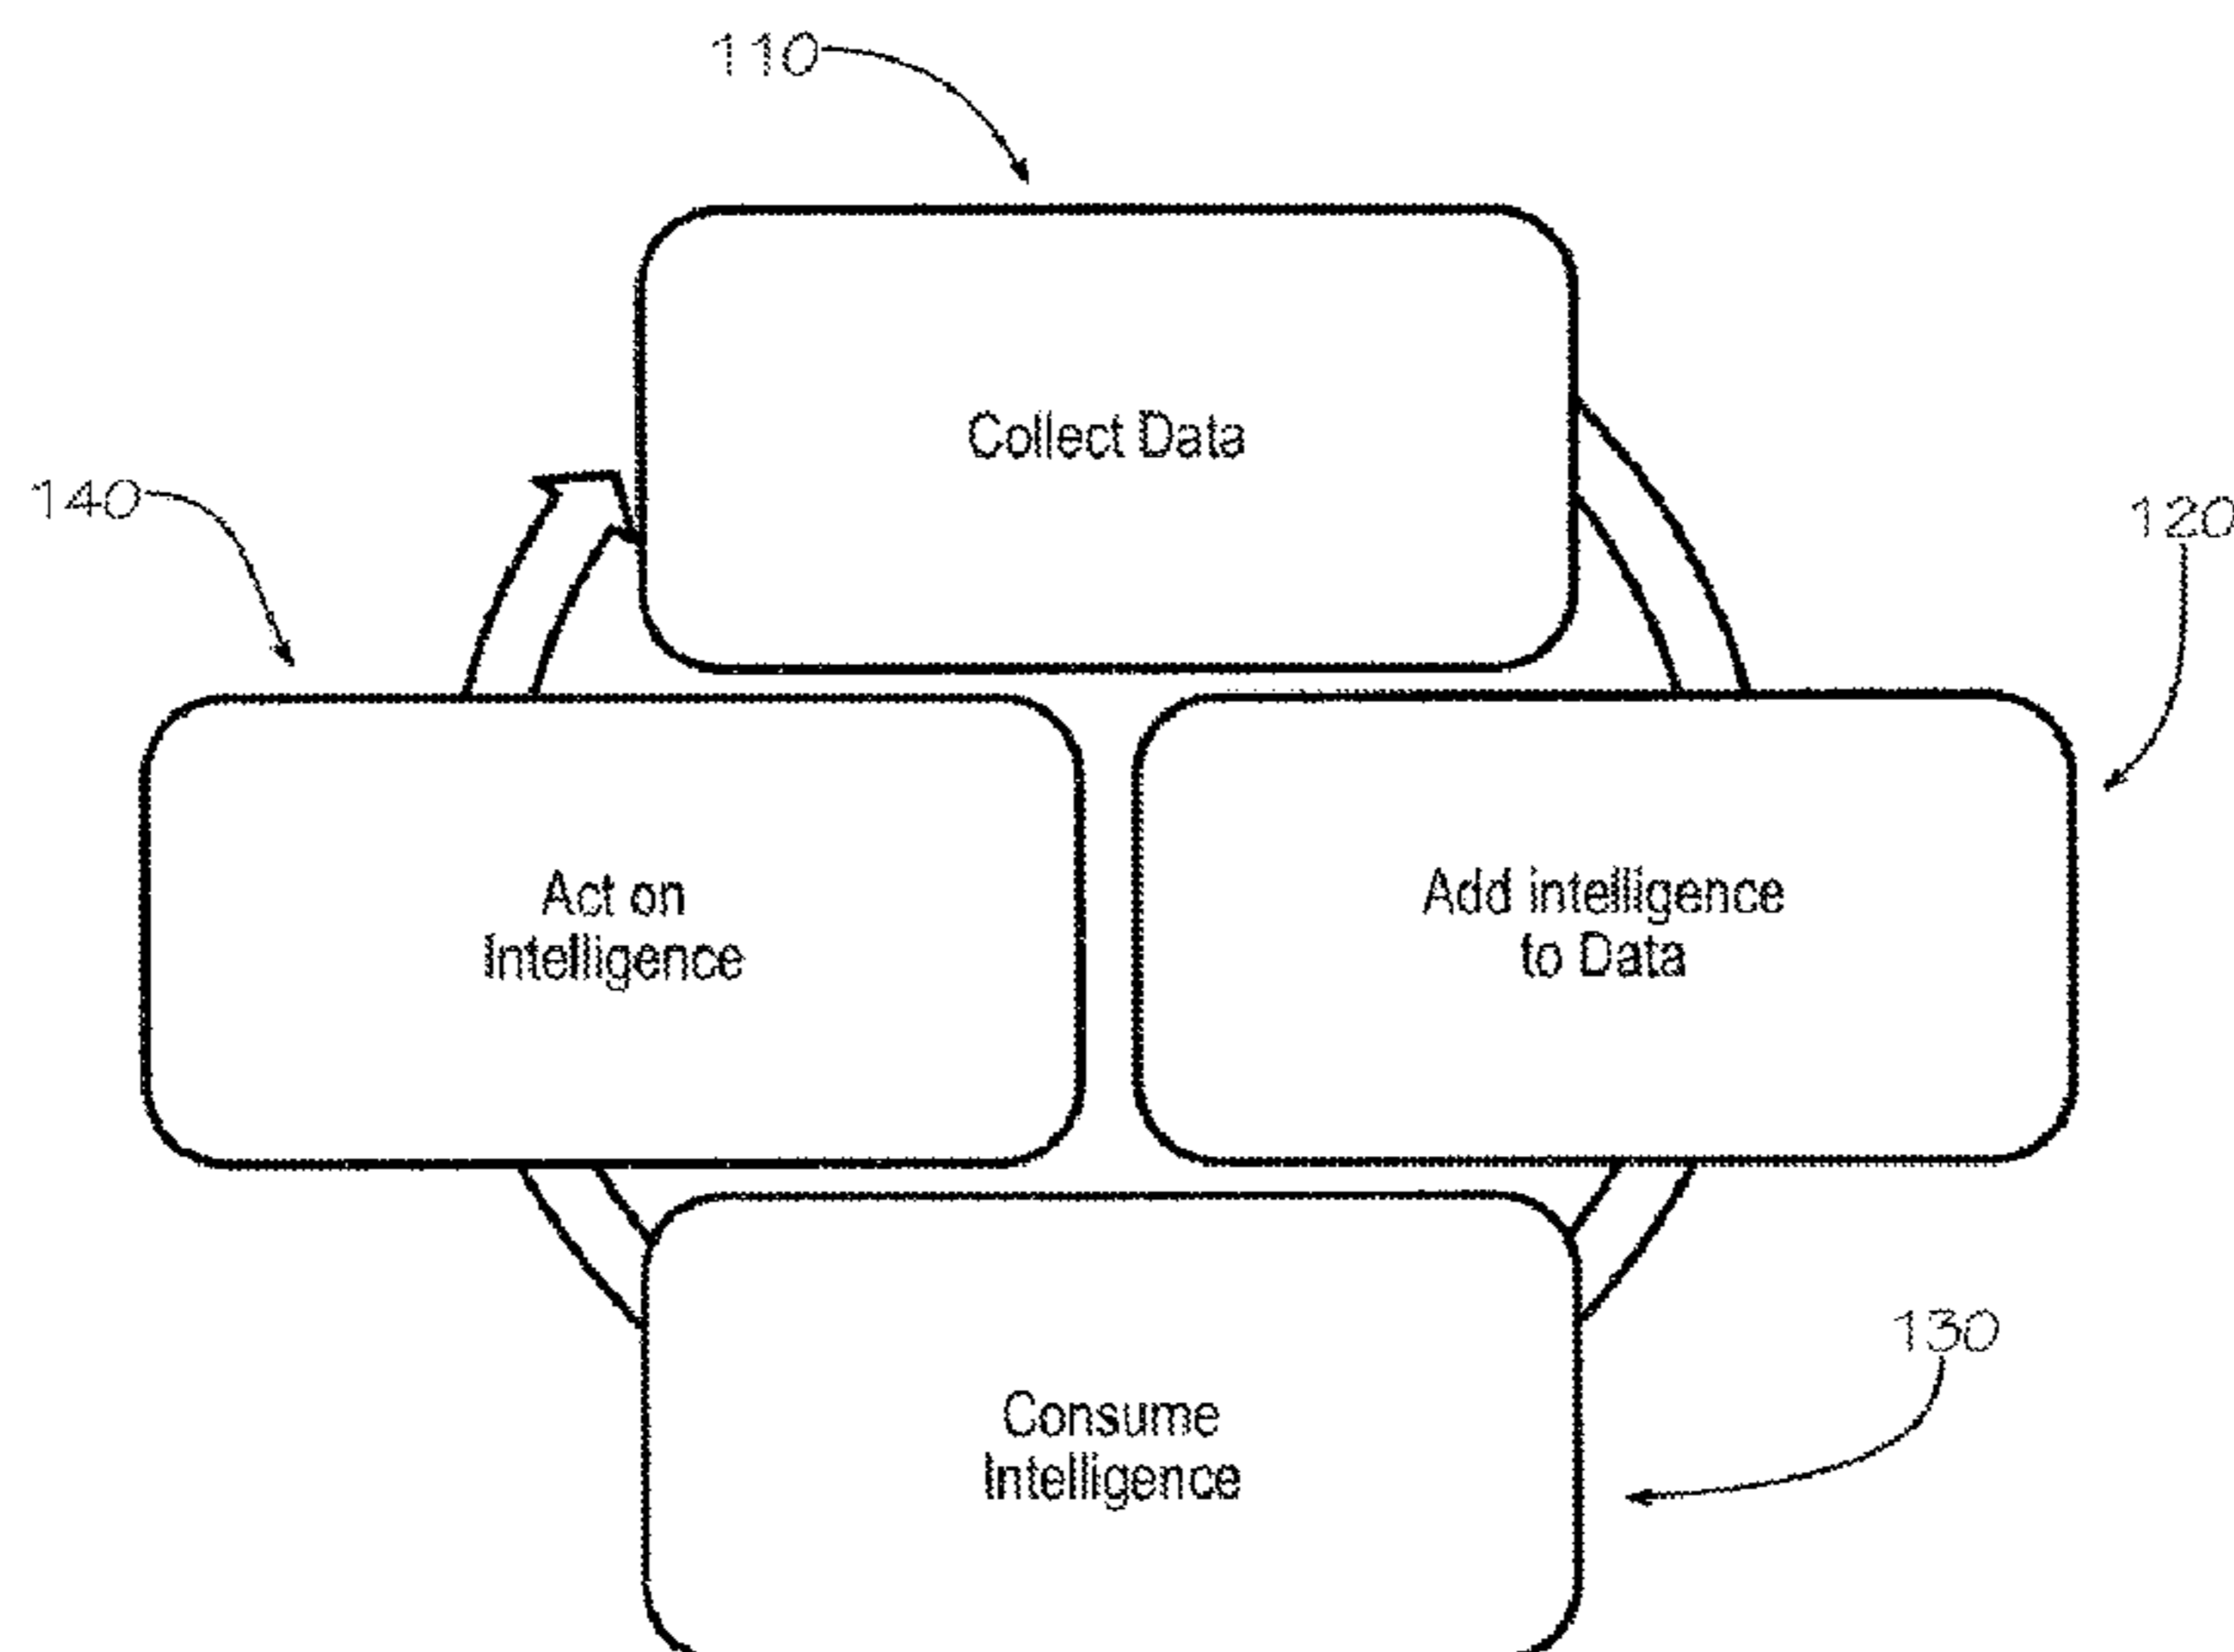 110
Collect Data
140
120
Act on
Intelligence
Add intelligence
to Data
130
Consume
Intelligence